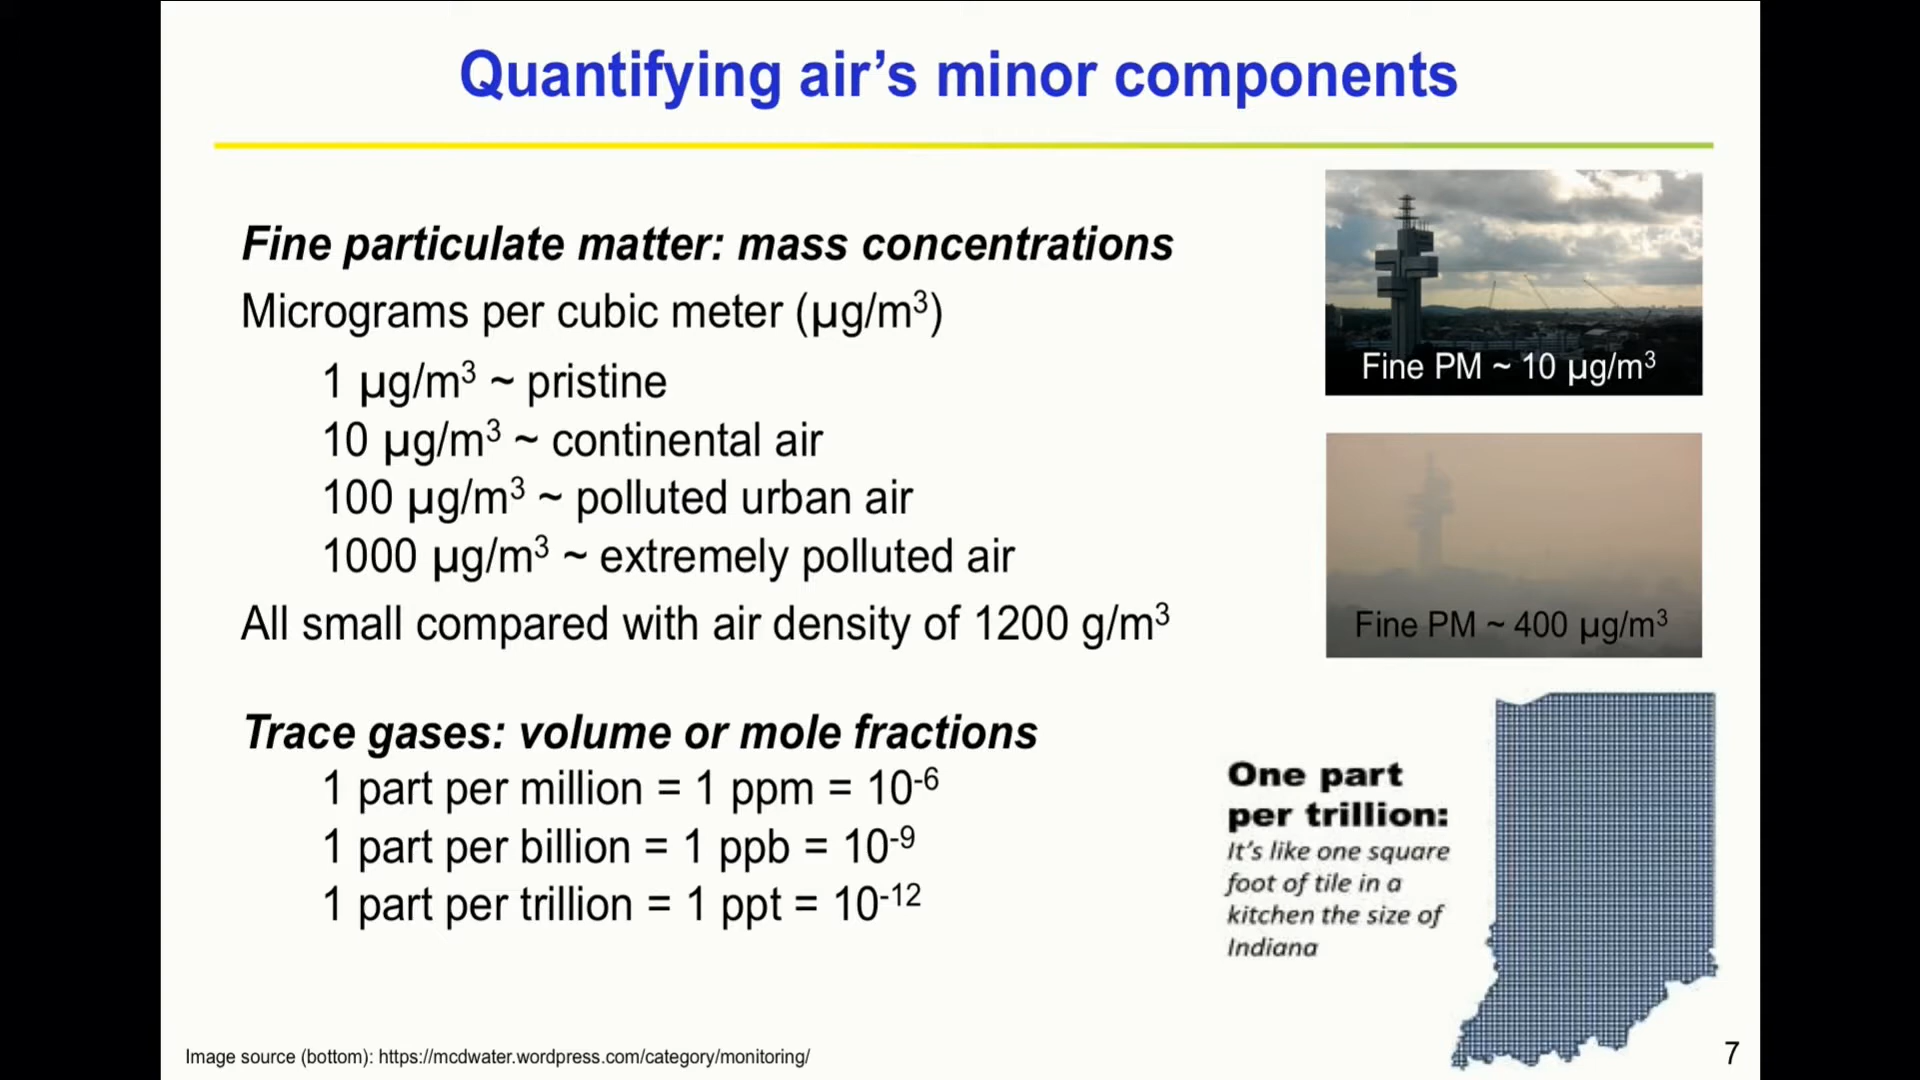 Quantifying air’s minor components
Fine particulate matter: mass concentrations
Micrograms per cubic meter (µg/m³)
1 µg/m³ ~ pristine
10 µg/m³ ~ continental air
100 µg/m³ ~ polluted urban air
1000 µg/m³ ~ extremely polluted air
All small compared with air density of 1200 g/m³
Trace gases: volume or mole fractions
1 part per million = 1 ppm = 10⁻⁶
1 part per billion = 1 ppb = 10⁻⁹
1 part per trillion = 1 ppt = 10⁻¹²
Fine PM ~ 10 µg/m³
Fine PM ~ 400 µg/m³
One part
per trillion:
It’s like one square
foot of tile in a
kitchen the size of
Indiana
Image source (bottom): https://mcdwater.wordpress.com/category/monitoring/
7